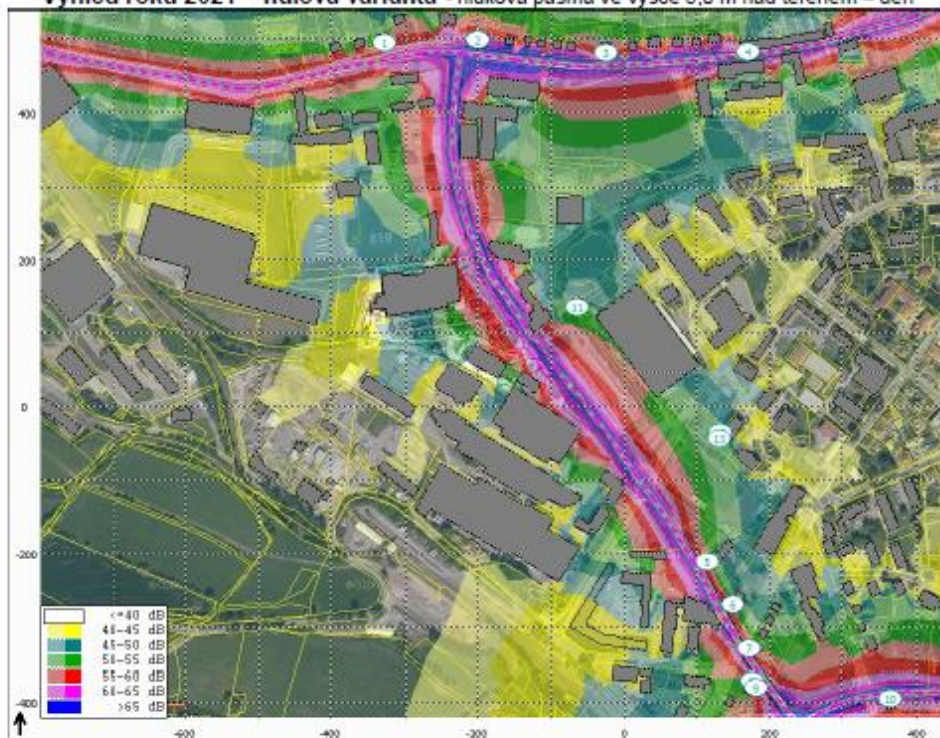 Výhled roku 2021 – nulová varianta - hluková pásma ve výšce 6,0 m nad terénem – den
1
2
3
4
400
200
11
0
13
-200
5
6
7
9
10
<=40 dB
40-45 dB
45-50 dB
50-55 dB
55-60 dB
60-65 dB
>65 dB
-400
-600
-400
-200
0
200
400